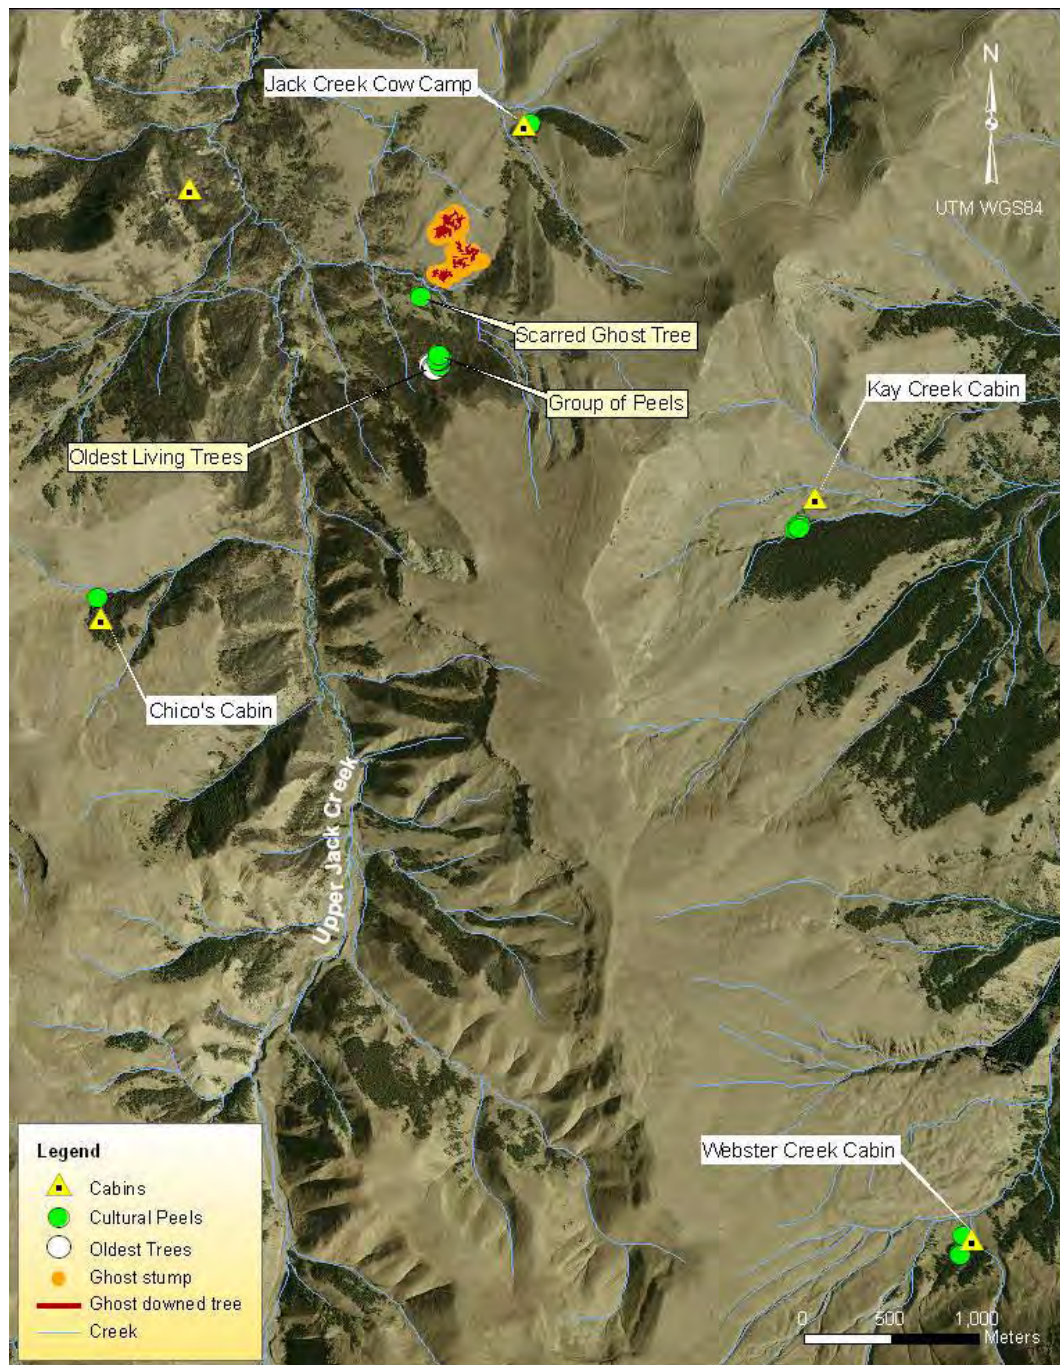 Jack Creek Cow Camp
N
UTM WGS84
Scarred Ghost Tree
Kay Creek Cabin
Group of Peels
Oldest Living Trees
Chico's Cabin
Upper Jack Creek
Webster Creek Cabin
Legend
Cabins
Cultural Peels
Oldest Trees
Ghost stump
Ghost downed tree
Creek
0 500 1,000
Meters